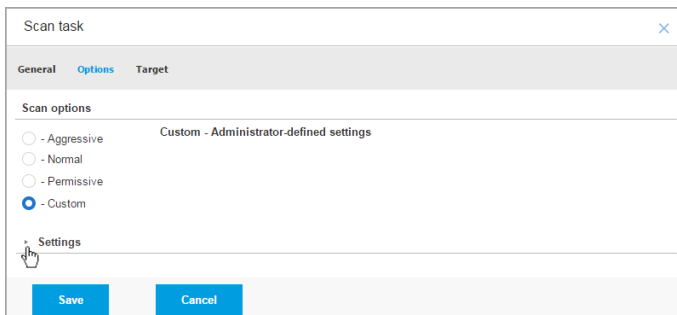 Scan task
General Options Target
Scan options
- Aggressive
Custom - Administrator-defined settings
- Normal
- Permissive
- Custom
Settings
Save Cancel